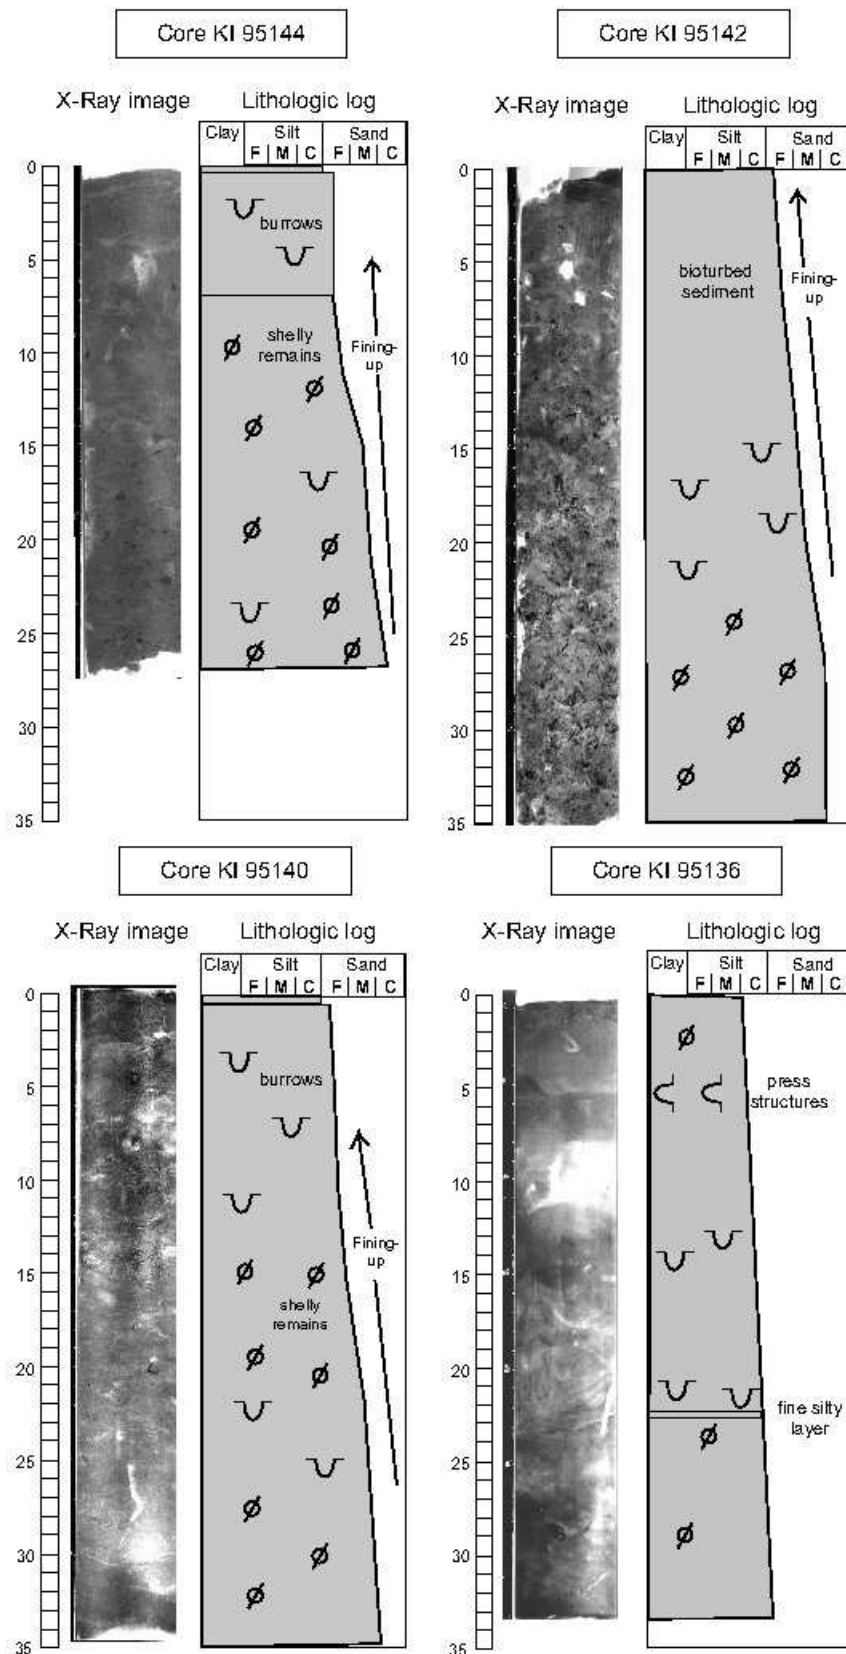 Core KI 95144
X-Ray image
Lithologic log
Clay Silt Sand
F M C F M C
0
5
10
15
20
25
30
35
burrows
shelly
remains
Fining-
up
Core KI 95142
X-Ray image
Lithologic log
Clay Silt Sand
F M C F M C
0
5
10
15
20
25
30
35
bioturbed
sediment
Fining-
up
Core KI 95140
X-Ray image
Lithologic log
Clay Silt Sand
F M C F M C
0
5
10
15
20
25
30
35
burrows
shelly
remains
Fining-
up
Core KI 95136
X-Ray image
Lithologic log
Clay Silt Sand
F M C F M C
0
5
10
15
20
25
30
35
press
structures
fine silty
layer